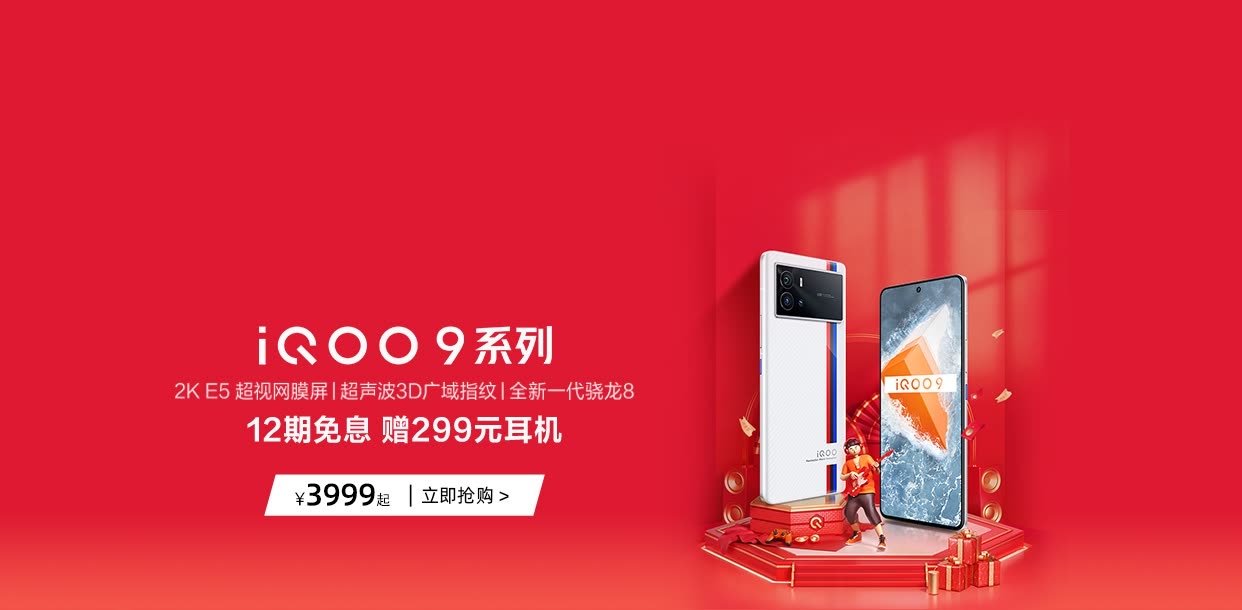 iQOO 9系列
2K E5 超视网膜屏|超声波3D广域指纹|全新一代骁龙8
12期免息 赠299元耳机
¥3999起 |立即抢购 >
iQOO
iQOO 9